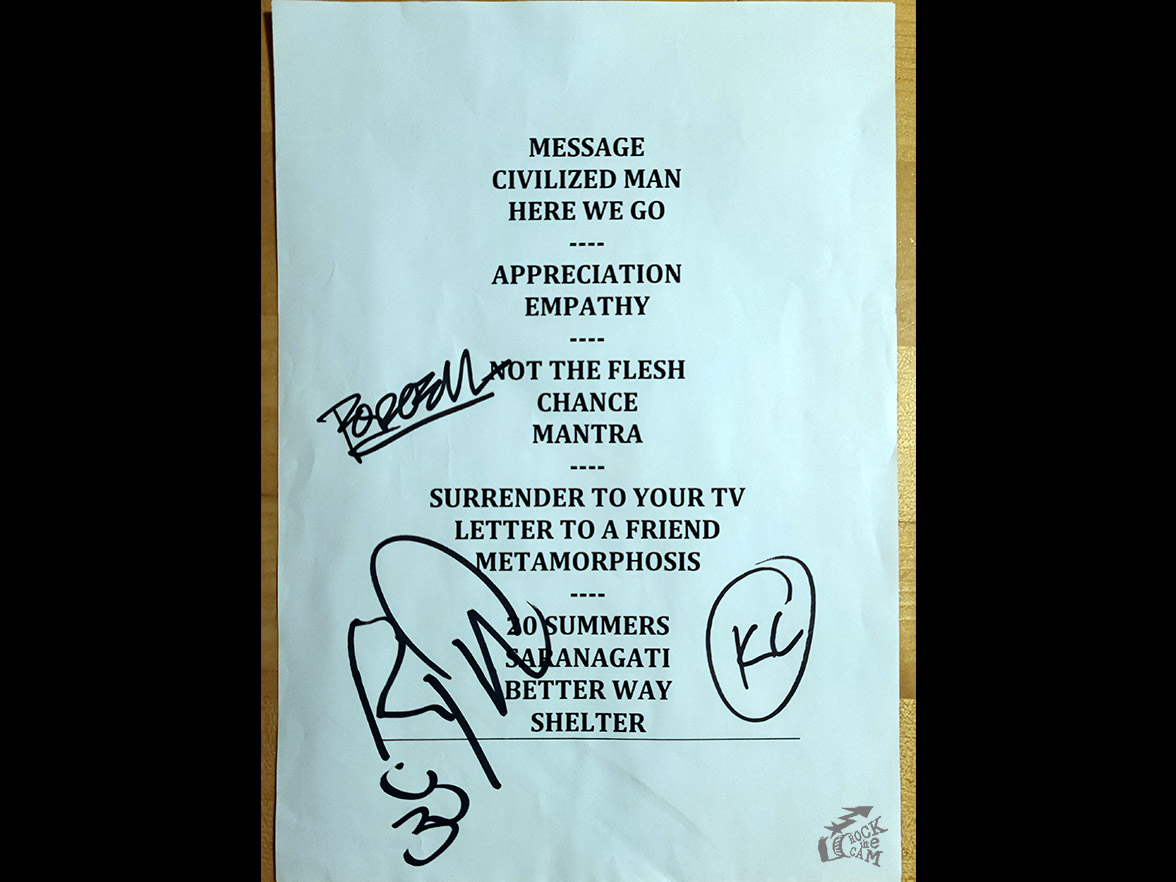 MESSAGE
CIVILIZED MAN
HERE WE GO
----
APPRECIATION
EMPATHY
----
NOT THE FLESH
CHANCE
MANTRA
----
SURRENDER TO YOUR TV
LETTER TO A FRIEND
METAMORPHOSIS
----
20 SUMMERS
SARANAGATI
BETTER WAY
SHELTER
KC
ROCK
the
CAM